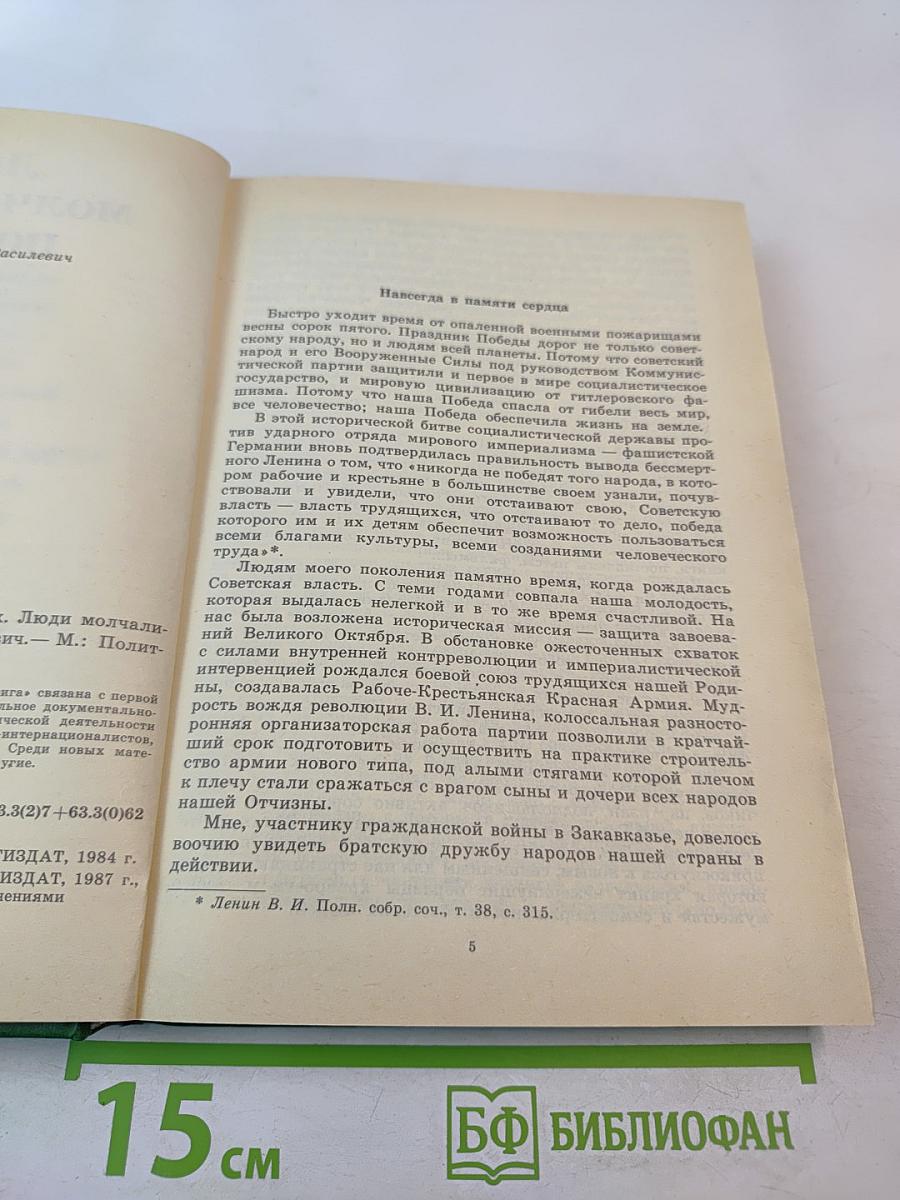 асилевич
х. Люди молчали-
вич.— М.: Полит-
ига» связана с первой
льное документально-
ической деятельности
-интернационалистов,
Среди новых мате-
угие.
3.3(2)7+63.3(0)62
ТИЗДАТ, 1984 г.
ИЗДАТ, 1987 г.,
нениями
Навсегда в памяти сердца
Быстро уходит время от опаленной военными пожарищами
весны сорок пятого. Праздник Победы дорог не только совет-
скому народу, но и людям всей планеты. Потому что советский
народ и его Вооруженные Силы под руководством Коммунис-
тической партии защитили и первое в мире социалистическое
государство, и мировую цивилизацию от гитлеровского фа-
шизма. Потому что наша Победа спасла от гибели весь мир,
все человечество; наша Победа обеспечила жизнь на земле.
В этой исторической битве социалистической державы про-
тив ударного отряда мирового империализма — фашистской
Германии вновь подтвердилась правильность вывода бессмерт-
ного Ленина о том, что «никогда не победят того народа, в кото-
ром рабочие и крестьяне в большинстве своем узнали, почув-
ствовали и увидели, что они отстаивают свою, Советскую
власть — власть трудящихся, что отстаивают то дело, победа
которого им и их детям обеспечит возможность пользоваться
всеми благами культуры, всеми созданиями человеческого
труда»*.
Людям моего поколения памятно время, когда рождалась
Советская власть. С теми годами совпала наша молодость,
которая выдалась нелегкой и в то же время счастливой. На
нас была возложена историческая миссия — защита завоева-
ний Великого Октября. В обстановке ожесточенных схваток
с силами внутренней контрреволюции и империалистической
интервенцией рождался боевой союз трудящихся нашей Роди-
ны, создавалась Рабоче-Крестьянская Красная Армия. Муд-
рость вождя революции В. И. Ленина, колоссальная разносто-
ронняя организаторская работа партии позволили в кратчай-
ший срок подготовить и осуществить на практике строитель-
ство армии нового типа, под алыми стягами которой плечом
к плечу стали сражаться с врагом сыны и дочери всех народов
нашей Отчизны.
Мне, участнику гражданской войны в Закавказье, довелось
воочию увидеть братскую дружбу народов нашей страны в
действии.
* Ленин В. И. Полн. собр. соч., т. 38, с. 315.
5
15 см
БФ БИБЛИОФАН